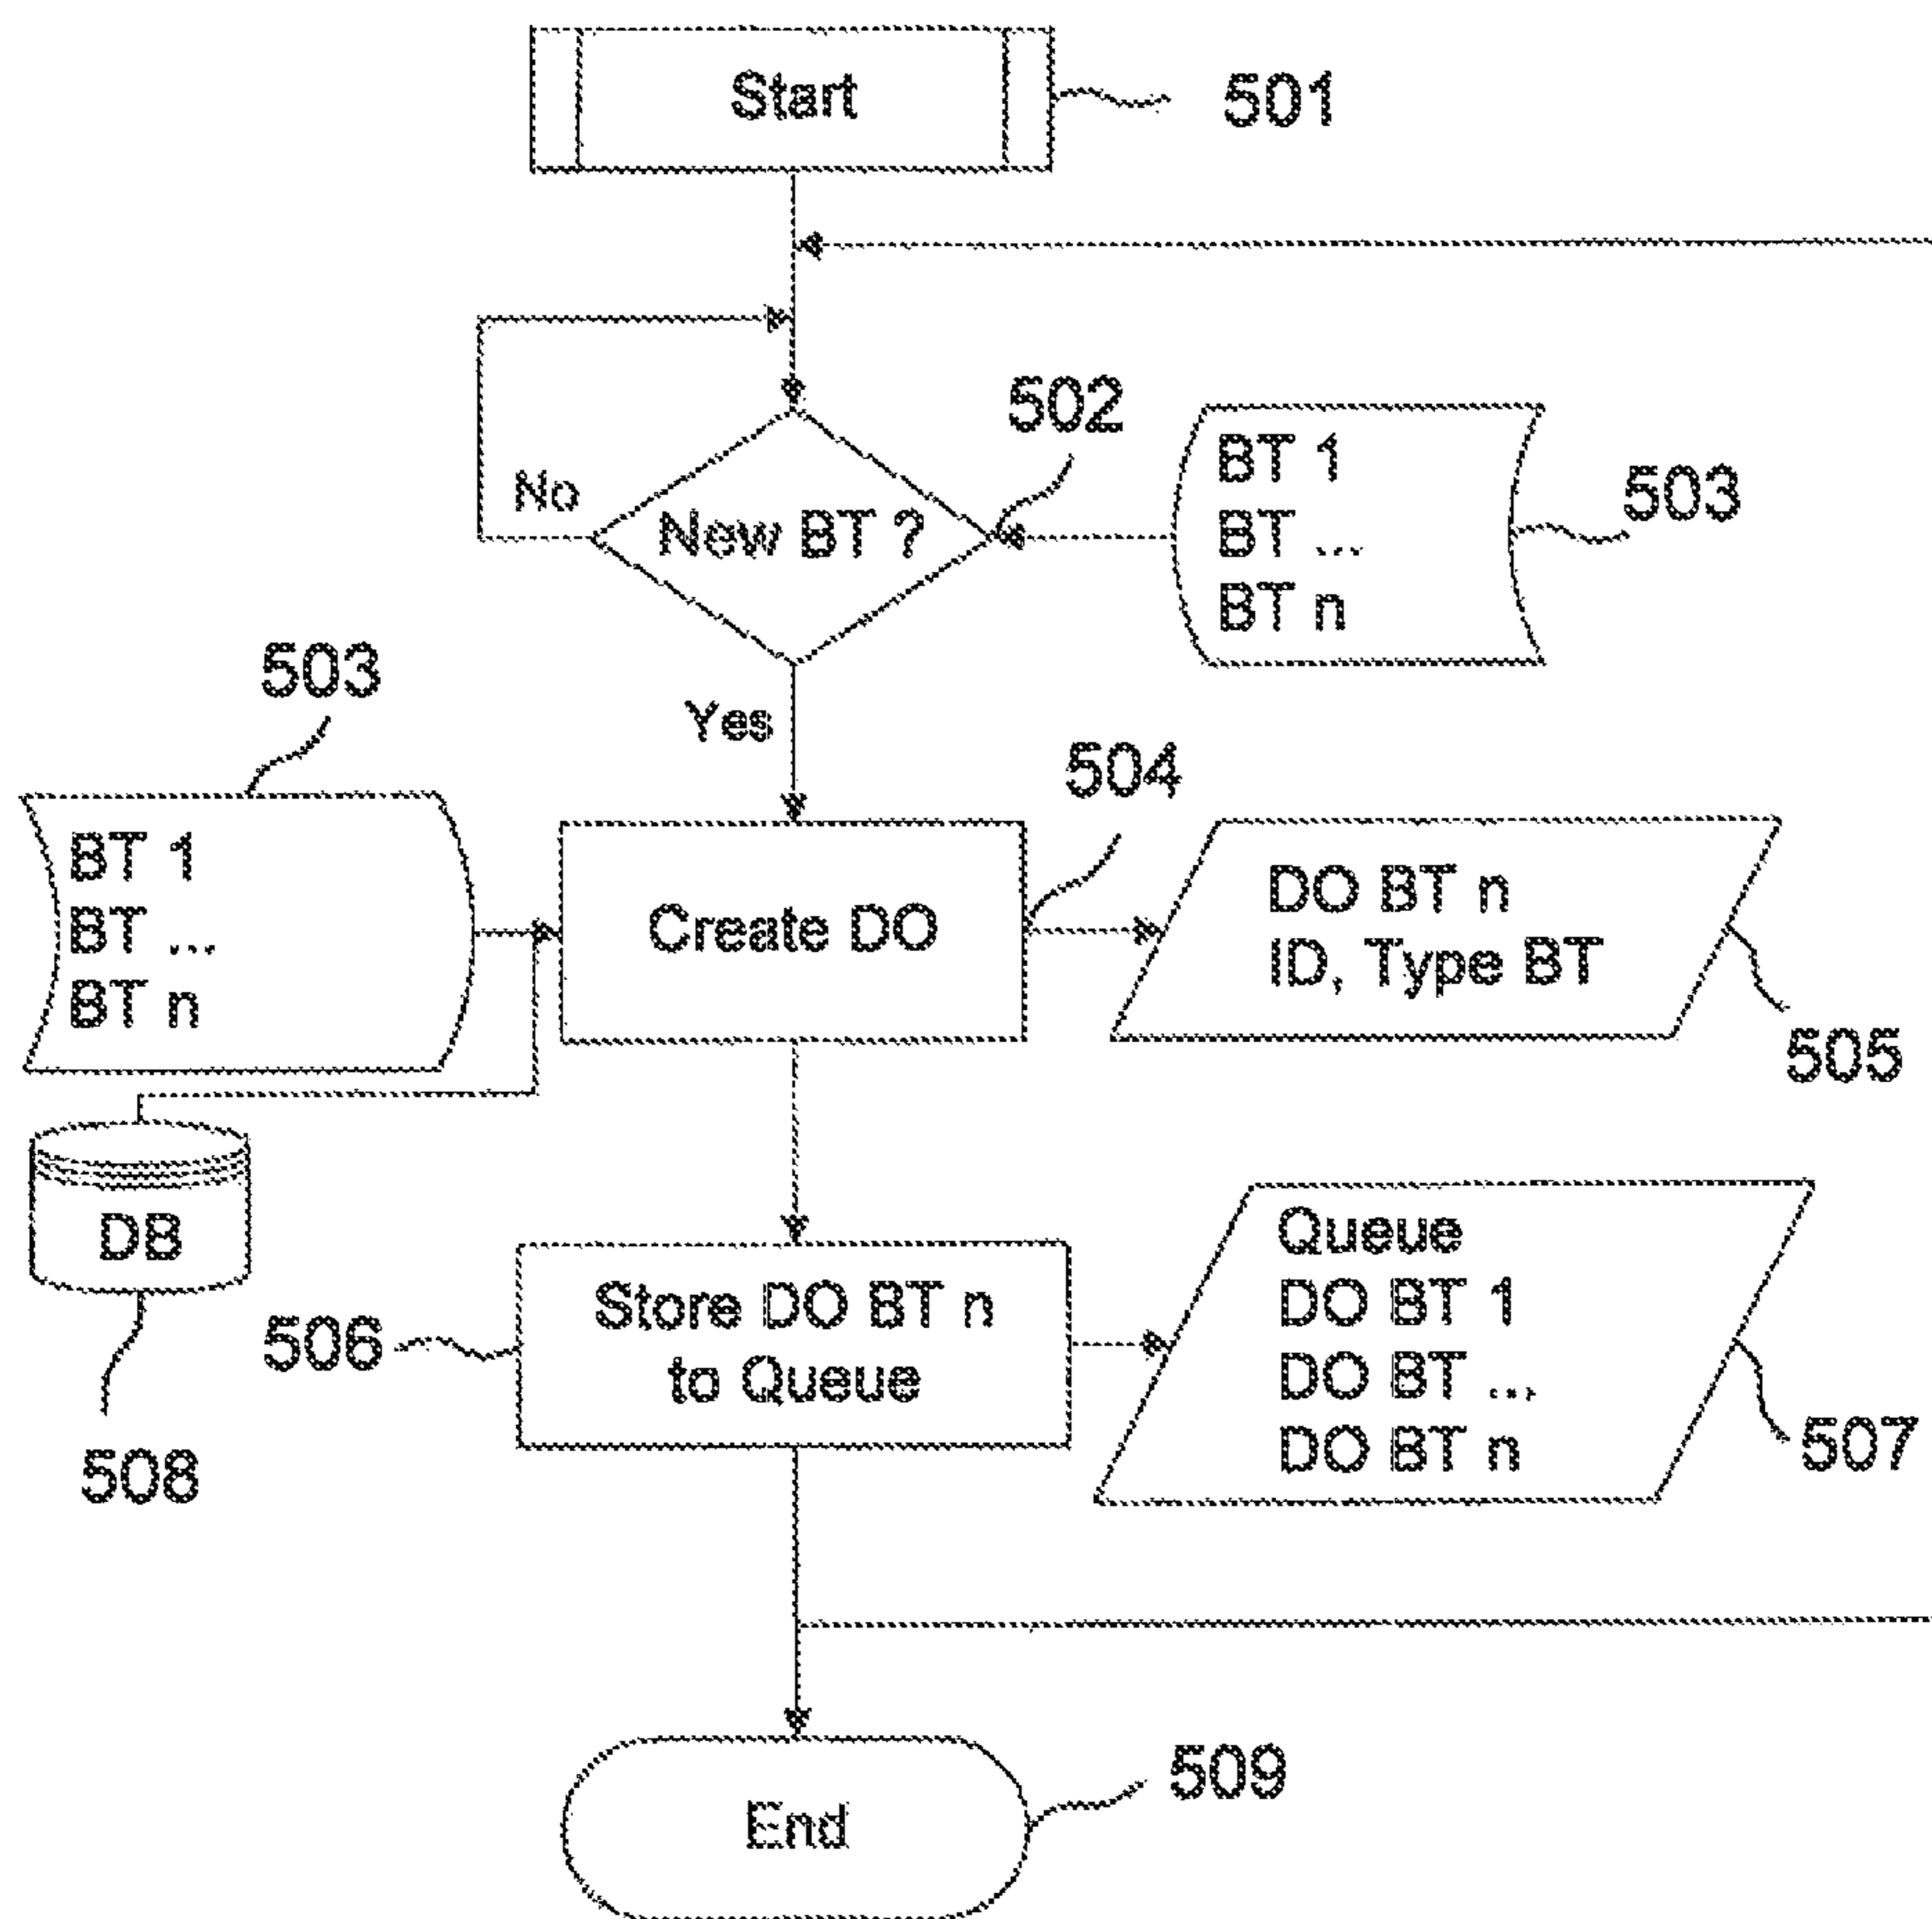 Start
501
502
No
New BT ?
BT 1
BT ...
BT n
503
Yes
503
BT 1
BT ...
BT n
504
Create DO
DO BT n
ID, Type BT
505
DB
508
506
Store DO BT n
to Queue
Queue
DO BT 1
DO BT ...
DO BT n
507
End
509